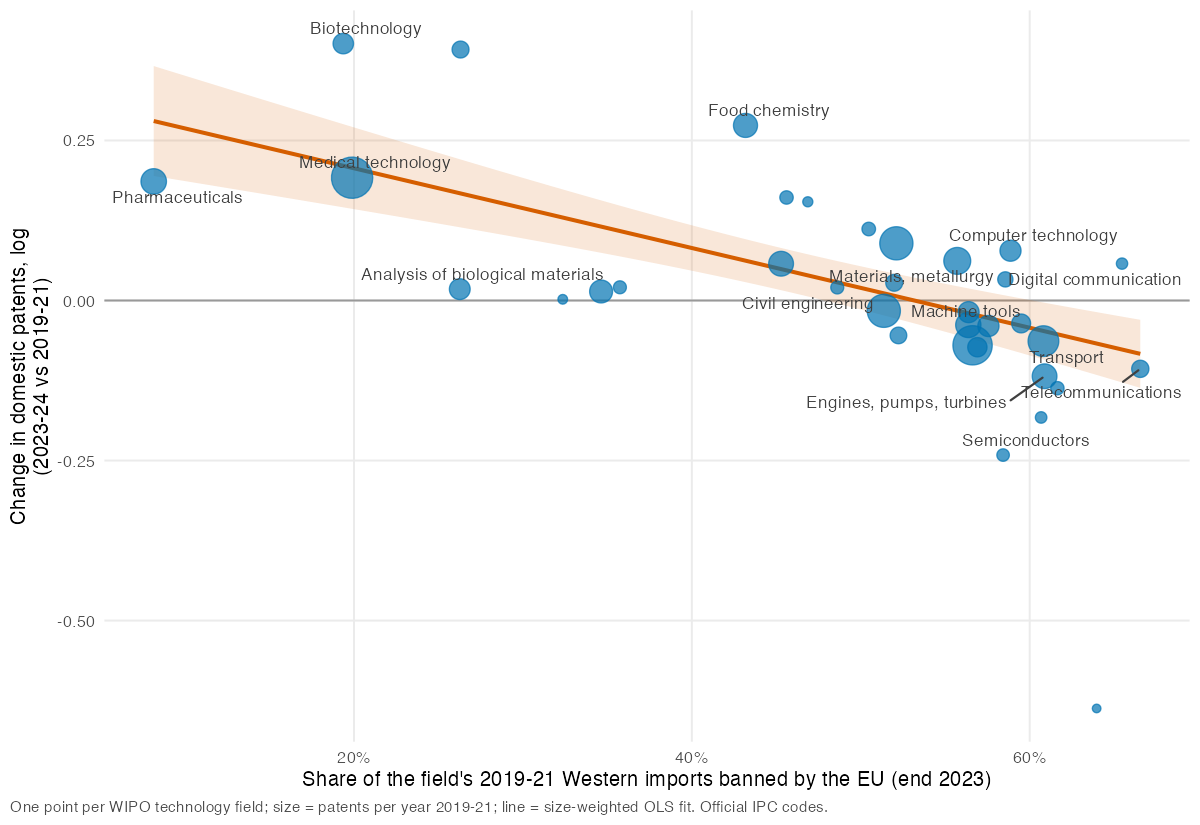 Biotechnology
Food chemistry
0.25
Medical technology
Pharmaceuticals
Computer technology
Analysis of biological materials
Materials, metallurgy
Digital communication
0.00
Civil engineering
Machine tools
Transport
Telecommunications
Engines, pumps, turbines
Semiconductors
-0.25
-0.50
Change in domestic patents, log
(2023-24 vs 2019-21)
20%
40%
60%
Share of the field's 2019-21 Western imports banned by the EU (end 2023)
One point per WIPO technology field; size = patents per year 2019-21; line = size-weighted OLS fit. Official IPC codes.